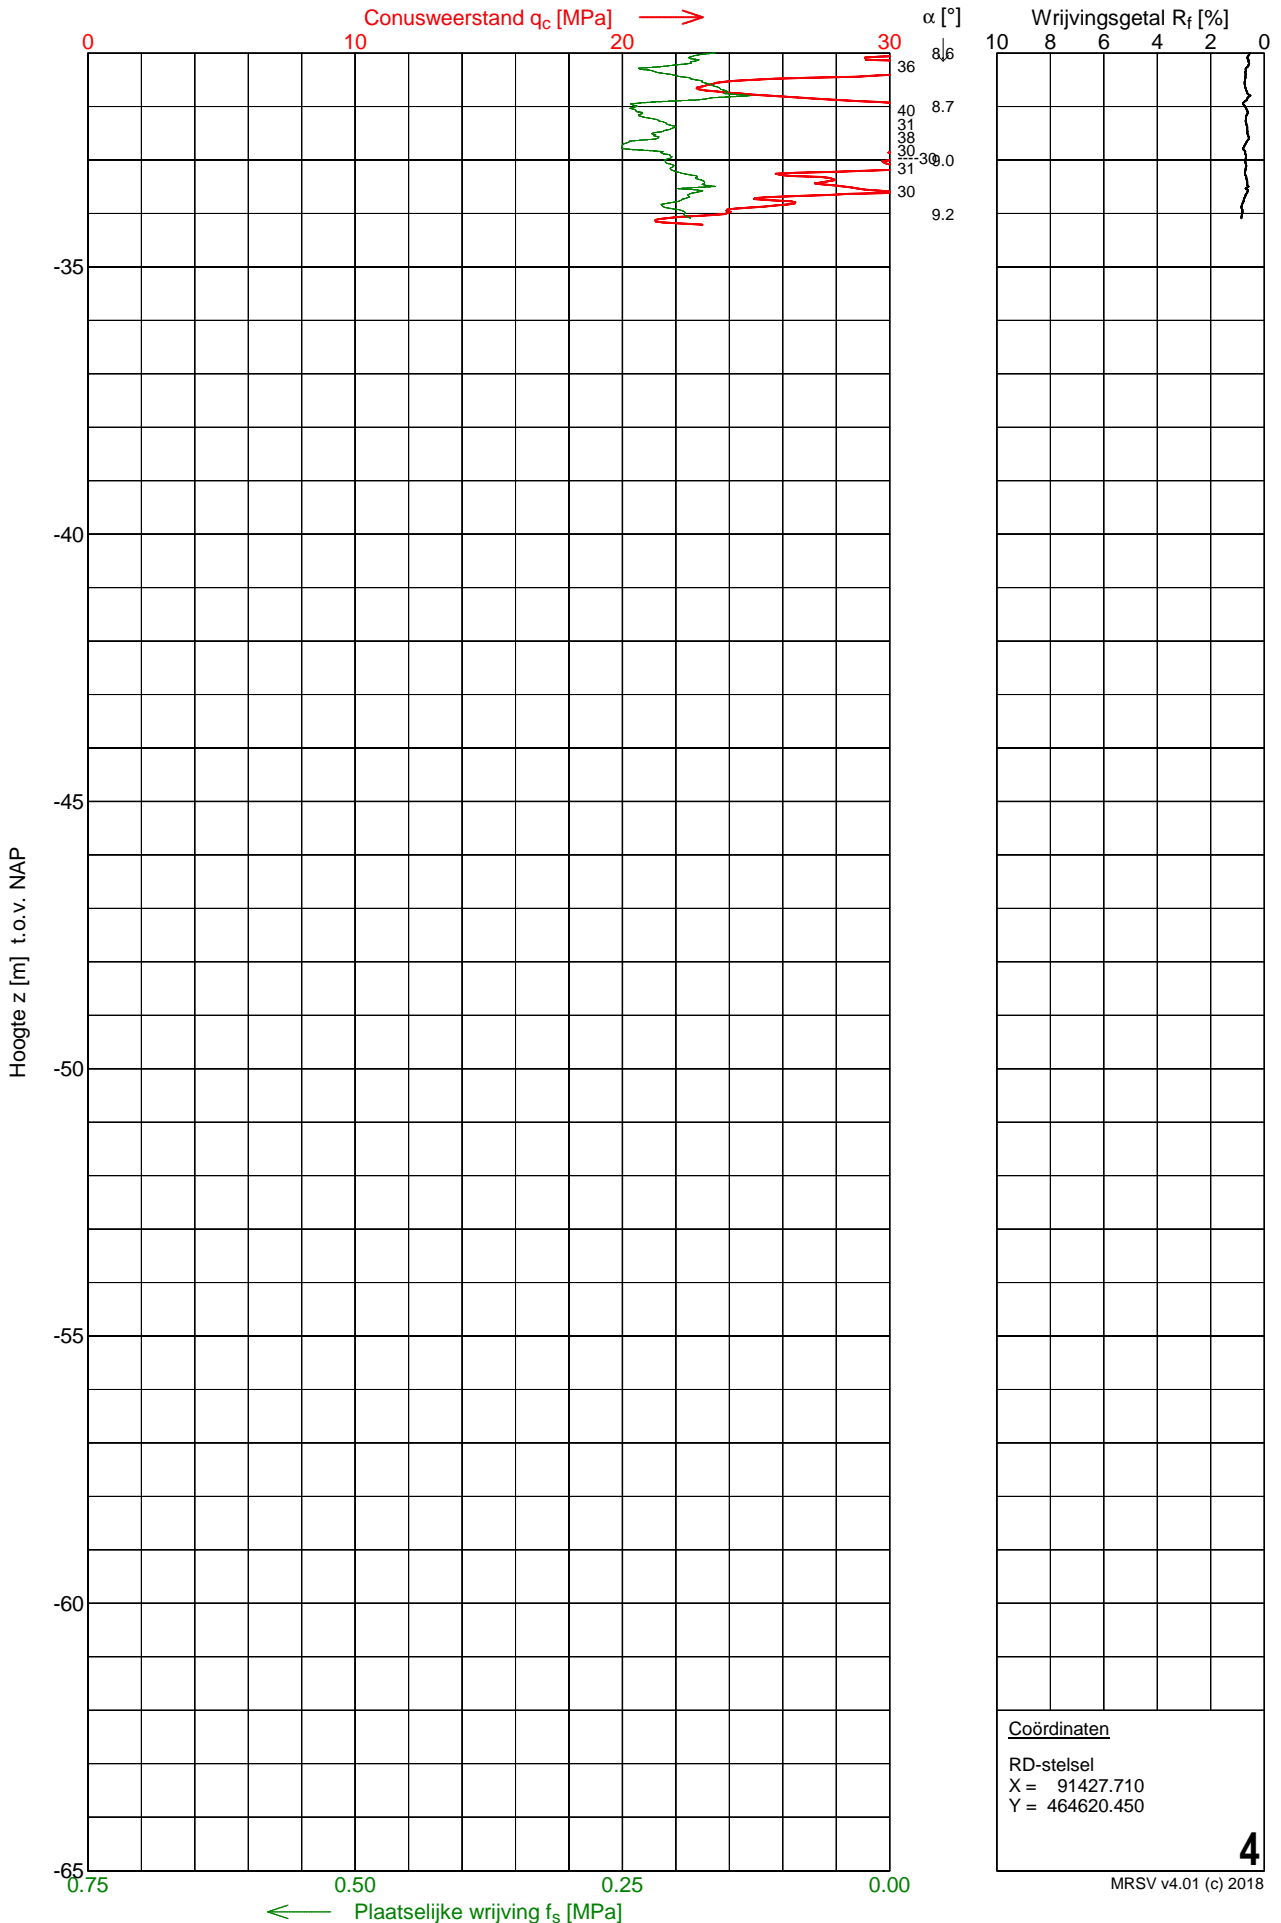 Conusweerstand qc [MPa]
α [°]
Wrijvingsgetal Rf [%]
0 10 20 30
10 8 6 4 2 0
8.6
36
40 8.7
31
38
30
----30 9.0
31
30
9.2
-35
-40
-45
Hoogte z [m] t.o.v. NAP
-50
-55
-60
-65
Coördinaten
RD-stelsel
X = 91427.710
Y = 464620.450
4
0.75 0.50 0.25 0.00
MRSV v4.01 (c) 2018
Plaatselijke wrijving fs [MPa]